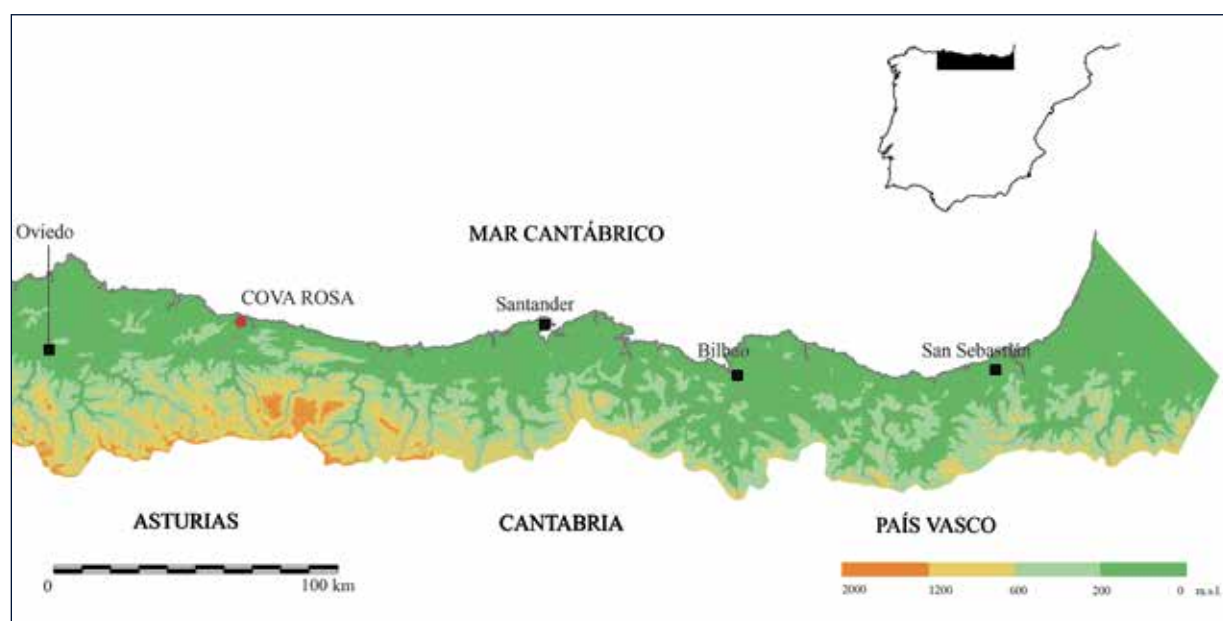 MAR CANTÁBRICO
Oviedo
COVA ROSA
Santander
Bilbao
San Sebastián
ASTURIAS
CANTABRIA
PAÍS VASCO
0
100 km
2000
1200
600
200
0
m.s.l.